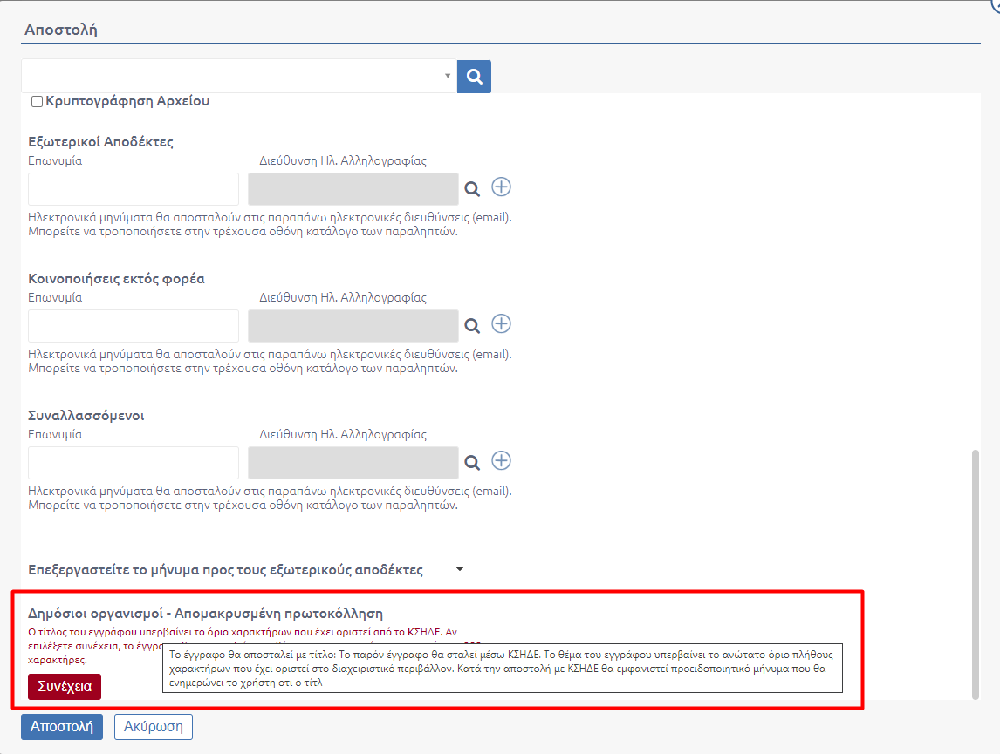 Αποστολή
Κρυπτογράφηση Αρχείου
Εξωτερικοί Αποδέκτες
Επωνυμία Διεύθυνση Ηλ. Αλληλογραφίας
Ηλεκτρονικά μηνύματα θα αποσταλούν στις παραπάνω ηλεκτρονικές διευθύνσεις (email).
Μπορείτε να τροποποιήσετε στην τρέχουσα οθόνη κατάλογο των παραληπτών.
Κοινοποιήσεις εκτός φορέα
Επωνυμία Διεύθυνση Ηλ. Αλληλογραφίας
Ηλεκτρονικά μηνύματα θα αποσταλούν στις παραπάνω ηλεκτρονικές διευθύνσεις (email).
Μπορείτε να τροποποιήσετε στην τρέχουσα οθόνη κατάλογο των παραληπτών.
Συναλλασσόμενοι
Επωνυμία Διεύθυνση Ηλ. Αλληλογραφίας
Ηλεκτρονικά μηνύματα θα αποσταλούν στις παραπάνω ηλεκτρονικές διευθύνσεις (email).
Μπορείτε να τροποποιήσετε στην τρέχουσα οθόνη κατάλογο των παραληπτών.
Επεξεργαστείτε το μήνυμα προς τους εξωτερικούς αποδέκτες
Δημόσιοι οργανισμοί - Απομακρυσμένη πρωτοκόλληση
Ο τίτλος του εγγράφου υπερβαίνει το όριο χαρακτήρων που έχει οριστεί από το ΚΣΗΔΕ. Αν
επιλέξετε συνέχεια, το
χαρακτήρες.
Το έγγραφο θα αποσταλεί με τίτλο: Το παρόν έγγραφο θα σταλεί μέσω ΚΣΗΔΕ. Το θέμα του εγγράφου υπερβαίνει το ανώτατο όριο πλήθους
χαρακτήρων που έχει οριστεί στο διαχειριστικό περιβάλλον. Κατά την αποστολή με ΚΣΗΔΕ θα εμφανιστεί προειδοποιητικό μήνυμα που θα
ενημερώνει το χρήστη οτι ο τίτλ
Συνέχεια
Αποστολή Ακύρωση